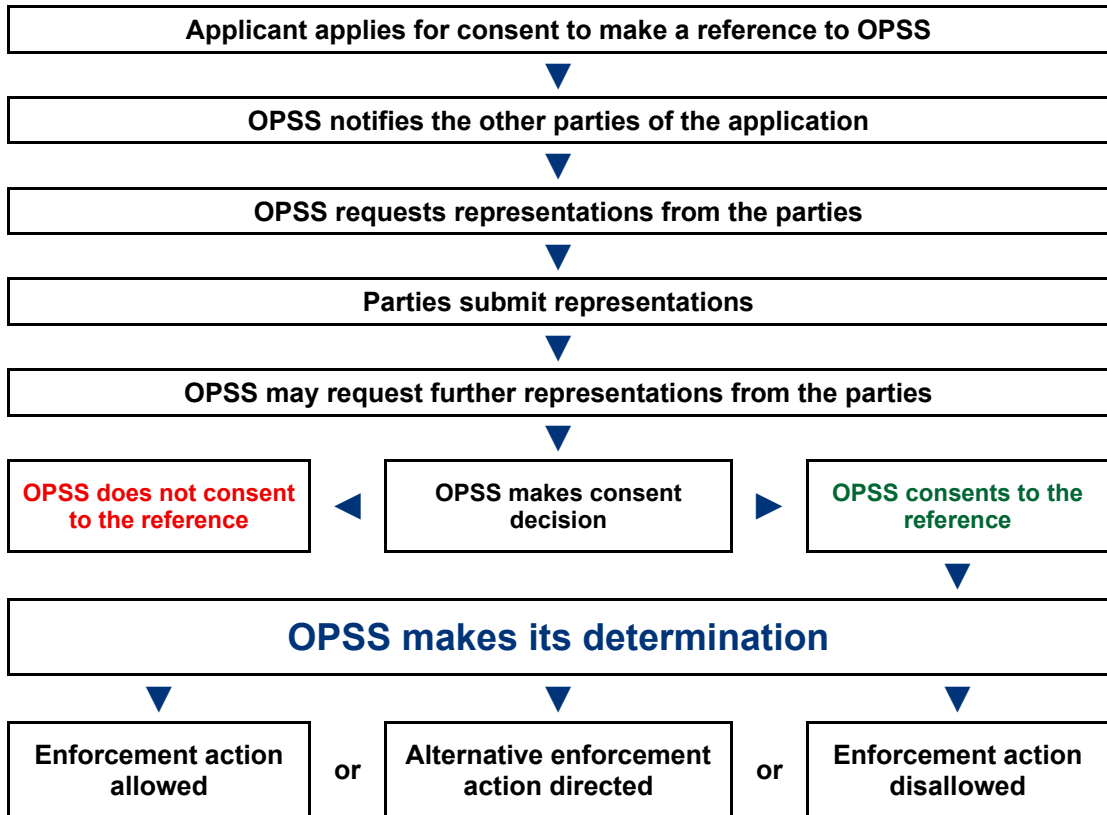 Applicant applies for consent to make a reference to OPSS
OPSS notifies the other parties of the application
OPSS requests representations from the parties
Parties submit representations
OPSS may request further representations from the parties
OPSS does not consent
to the reference
OPSS makes consent
decision
OPSS consents to the
reference
OPSS makes its determination
Enforcement action
allowed
or
Alternative enforcement
action directed
or
Enforcement action
disallowed